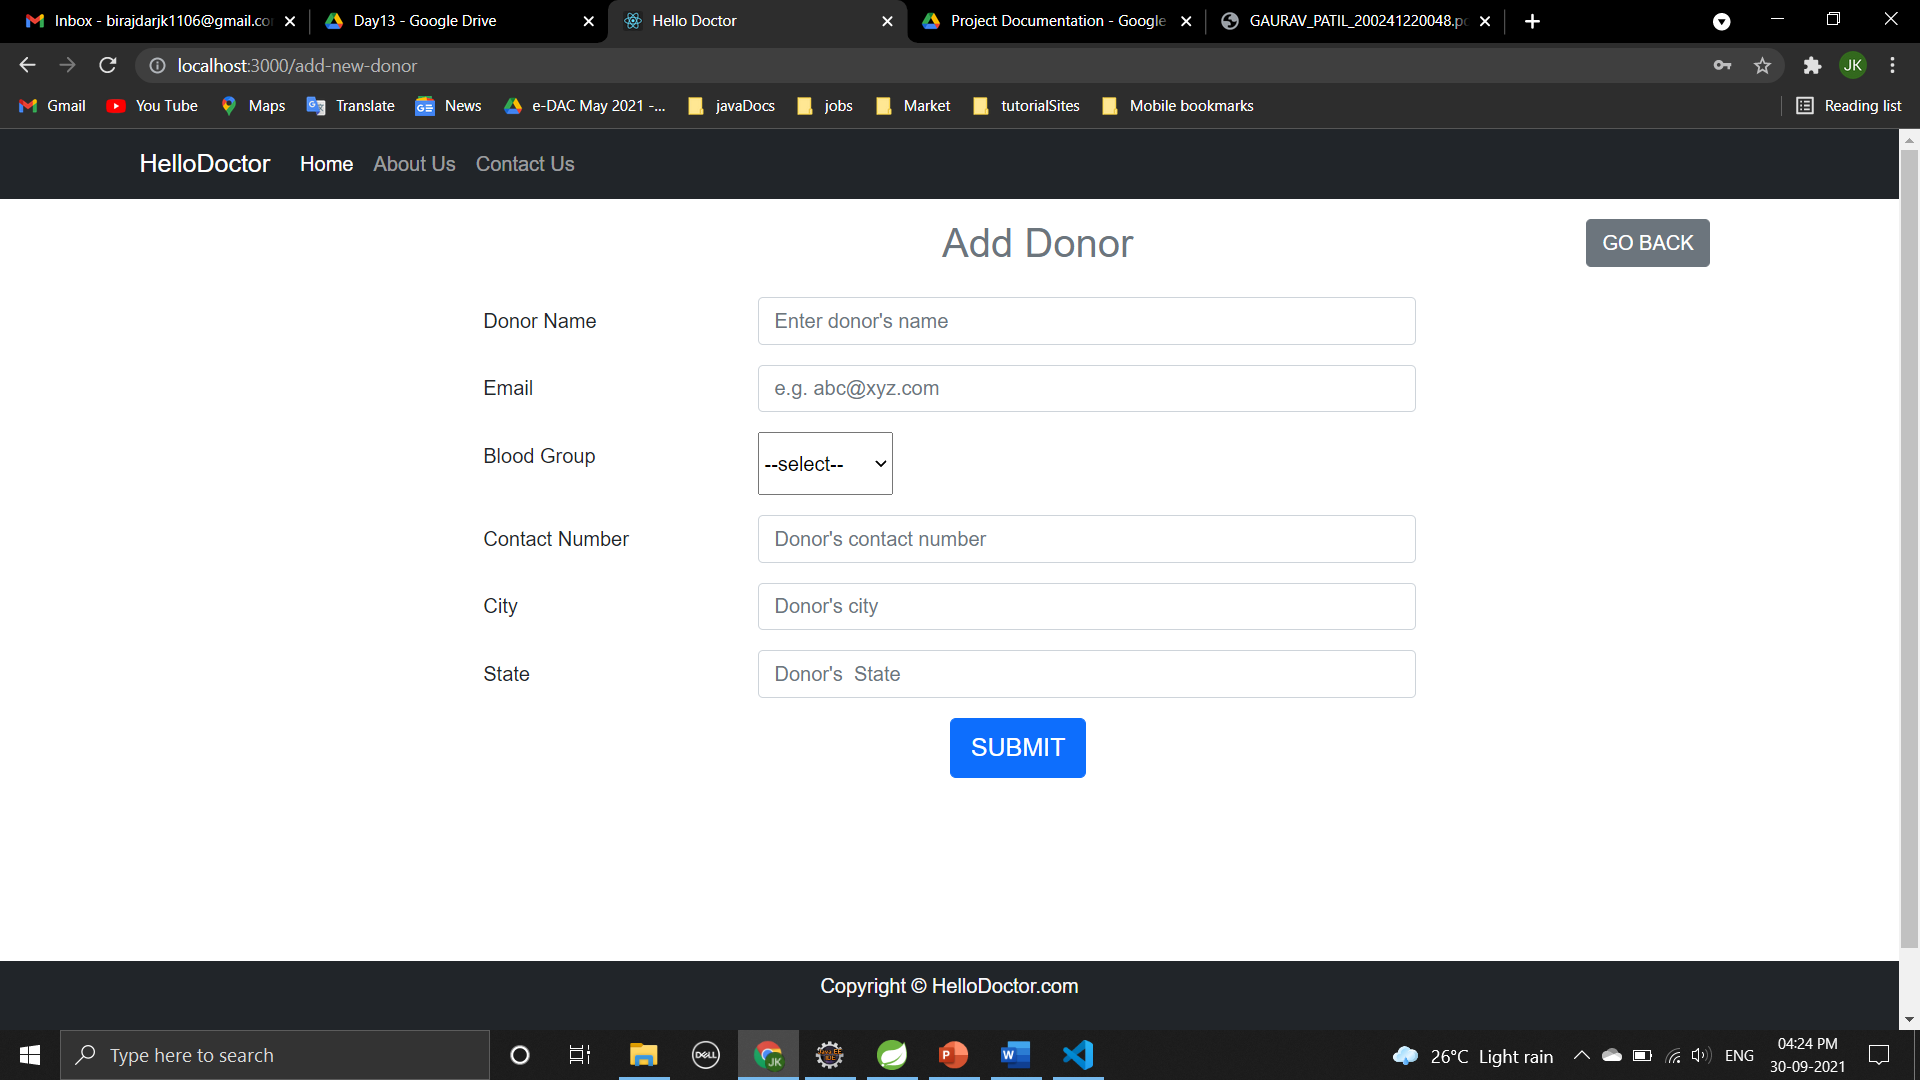 Inbox - birajdarjk1106@gmail.co
Day13 - Google Drive
Hello Doctor
Project Documentation - Google
GAURAV_PATIL_200241220048.p
localhost:3000/add-new-donor
JK
Gmail
You Tube
Maps
Translate
News
e-DAC May 2021 -...
javaDocs
jobs
Market
tutorialSites
Mobile bookmarks
Reading list
HelloDoctor
Home
About Us
Contact Us
Add Donor
GO BACK
Donor Name
Enter donor's name
Email
e.g. abc@xyz.com
Blood Group
--select--
Contact Number
Donor's contact number
City
Donor's city
State
Donor's  State
SUBMIT
Copyright © HelloDoctor.com
Type here to search
DELL
JK
P
W
26°C Light rain
ENG
04:24 PM
30-09-2021